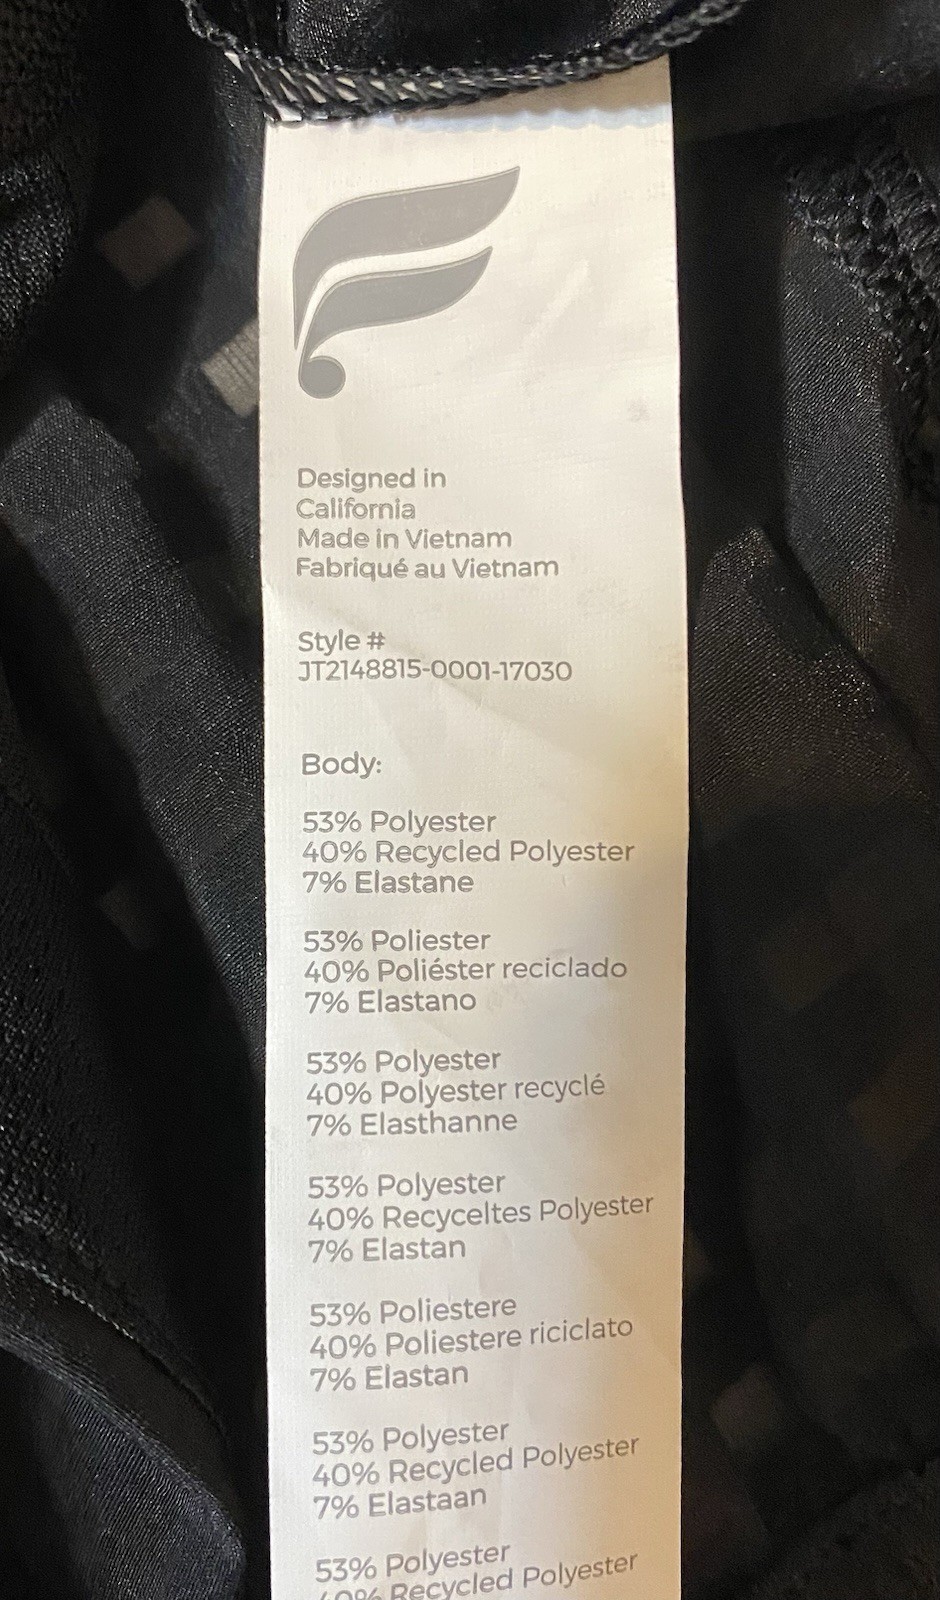 Designed in
California
Made in Vietnam
Fabriqué au Vietnam
Style #
JT2148815-0001-17030
Body:
53% Polyester
40% Recycled Polyester
7% Elastane
53% Poliester
40% Poliéster reciclado
7% Elastano
53% Polyester
40% Polyester recyclé
7% Elasthanne
53% Polyester
40% Recyceltes Polyester
7% Elastan
53% Poliestere
40% Poliestere riciclato
7% Elastan
53% Polyester
40% Recycled Polyester
7% Elastaan
53% Polyester
40% Recycled Polyester